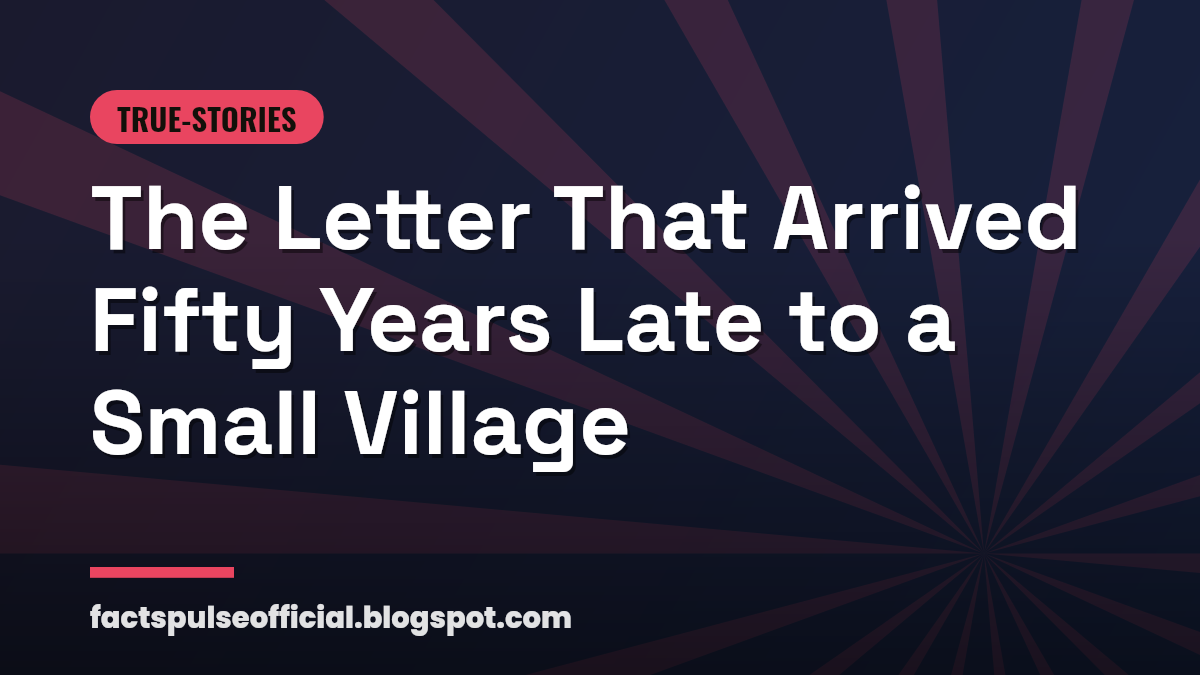 TRUE-STORIES
The Letter That Arrived
Fifty Years Late to a
Small Village
factspulseofficial.blogspot.com